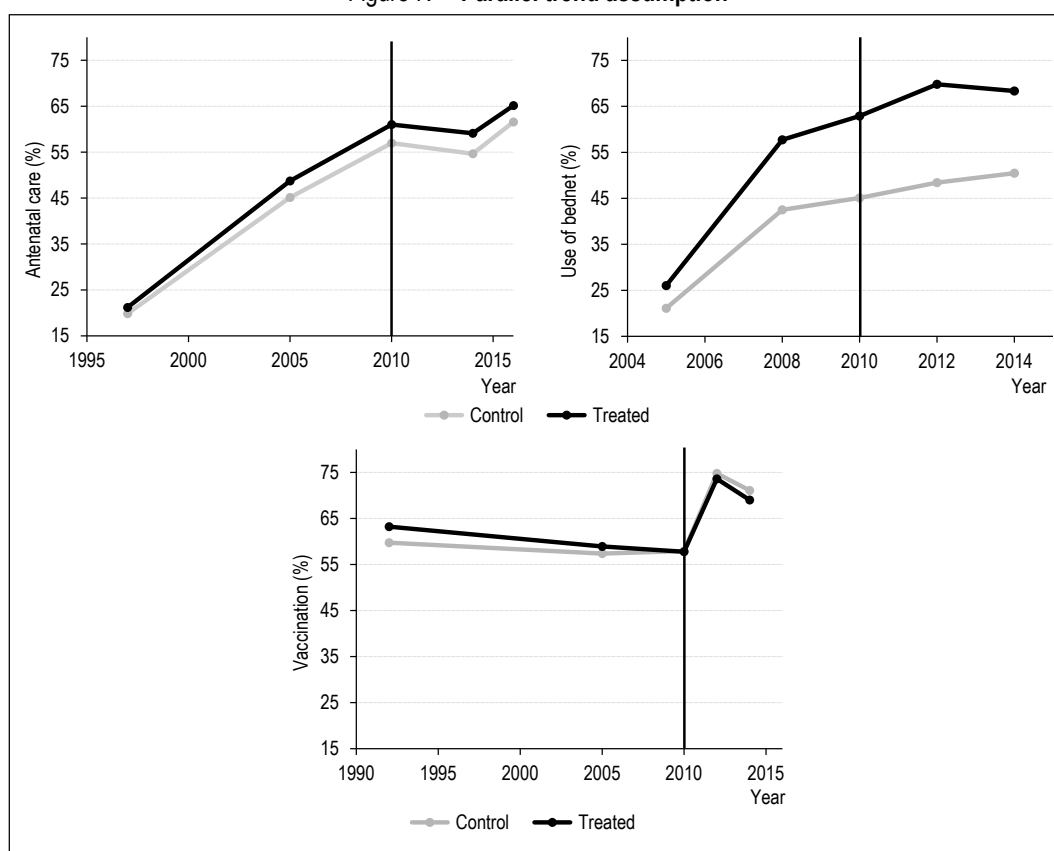 Figure Parallel trend assumption
75
65
55
45
35
25
15
Antenatal care (%)
1995 2000 2005 2010 2015
Year
75
65
55
45
35
25
15
Use of bednet (%)
2004 2006 2008 2010 2012 2014
Year
Control Treated
75
65
55
45
35
25
15
Vaccination (%)
1990 1995 2000 2005 2010 2015
Year
Control Treated